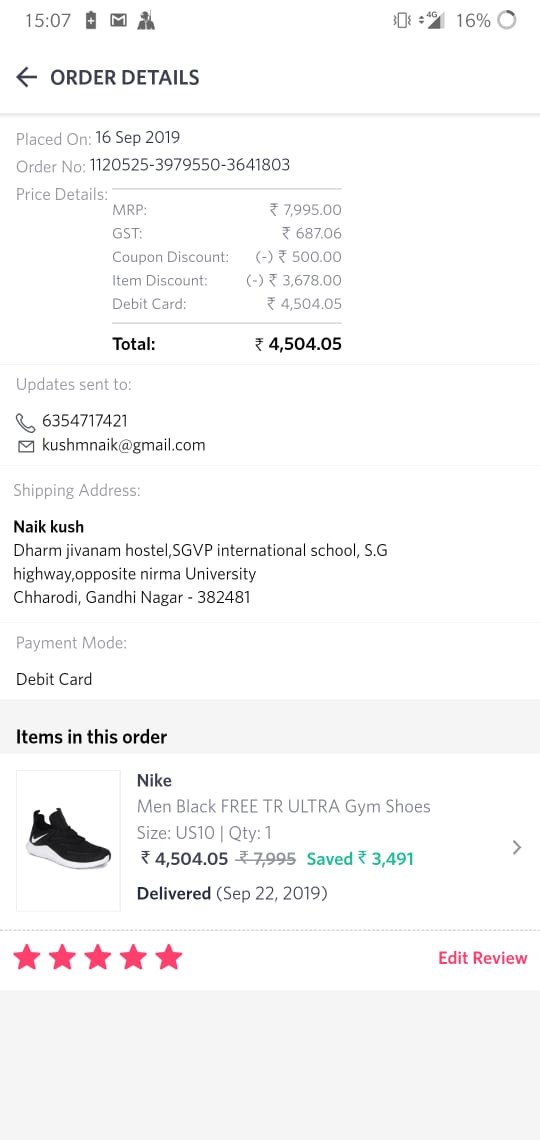 15:07
4G
16%
ORDER DETAILS
Placed On: 16 Sep 2019
Order No: 1120525-3979550-3641803
Price Details:
MRP: ₹ 7,995.00
GST: ₹ 687.06
Coupon Discount: (-) ₹ 500.00
Item Discount: (-) ₹ 3,678.00
Debit Card: ₹ 4,504.05
Total: ₹ 4,504.05
Updates sent to:
6354717421
kushmnaik@gmail.com
Shipping Address:
Naik kush
Dharm jivanam hostel,SGVP international school, S.G
highway,opposite nirma University
Chharodi, Gandhi Nagar - 382481
Payment Mode:
Debit Card
Items in this order
Nike
Men Black FREE TR ULTRA Gym Shoes
Size: US10 | Qty: 1
₹ 4,504.05 ₹ 7,995 Saved ₹ 3,491
Delivered (Sep 22, 2019)
Edit Review